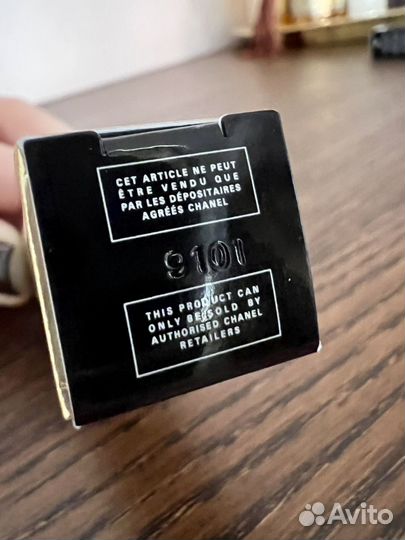 CET ARTICLE NE PEUT
ÊTRE VENDU QUE
PAR LES DÉPOSITAIRES
AGRÉÉS CHANEL
9101
THIS PRODUCT CAN
ONLY BE SOLD BY
AUTHORISED CHANEL
RETAILERS
Avito